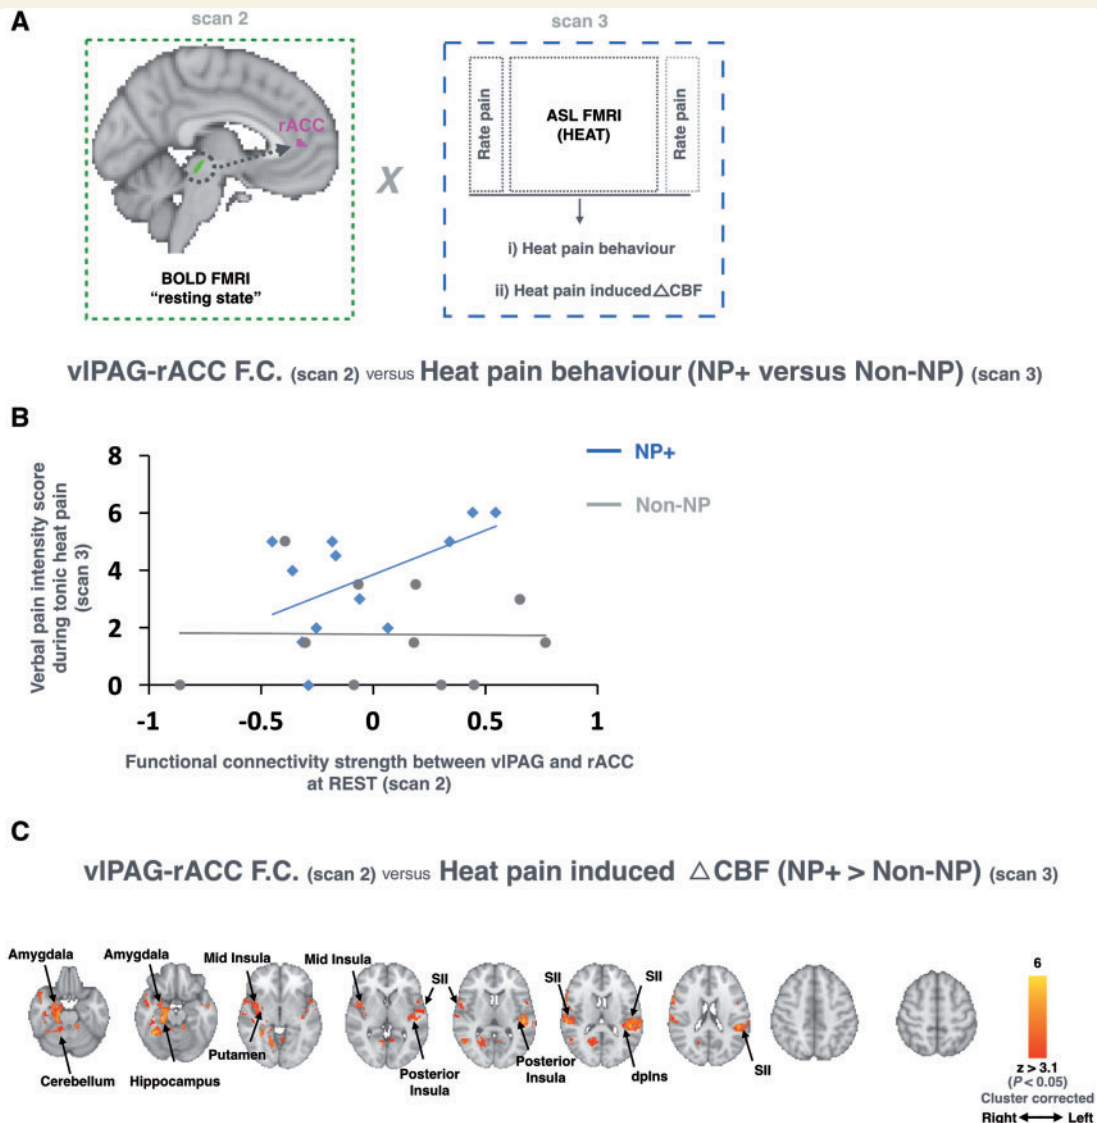 A
scan 2
scan 3
rACC
X
Rate pain
ASL FMRI
(HEAT)
Rate pain
i) Heat pain behaviour
ii) Heat pain induced △CBF
BOLD FMRI
“resting state”
vlPAG-rACC F.C. (scan 2) versus Heat pain behaviour (NP+ versus Non-NP) (scan 3)
B
Verbal pain intensity score
during tonic heat pain
(scan 3)
8
6
4
2
0
-1 -0.5 0 0.5 1
NP+
Non-NP
Functional connectivity strength between vlPAG and rACC
at REST (scan 2)
C
vlPAG-rACC F.C. (scan 2) versus Heat pain induced △CBF (NP+ > Non-NP) (scan 3)
Amygdala
Cerebellum
Amygdala
Hippocampus
Mid Insula
Putamen
Mid Insula
SII
Posterior
Insula
Posterior
Insula
SII
SII
dpIns
SII
6
z > 3.1
(P < 0.05)
Cluster corrected
Right Left